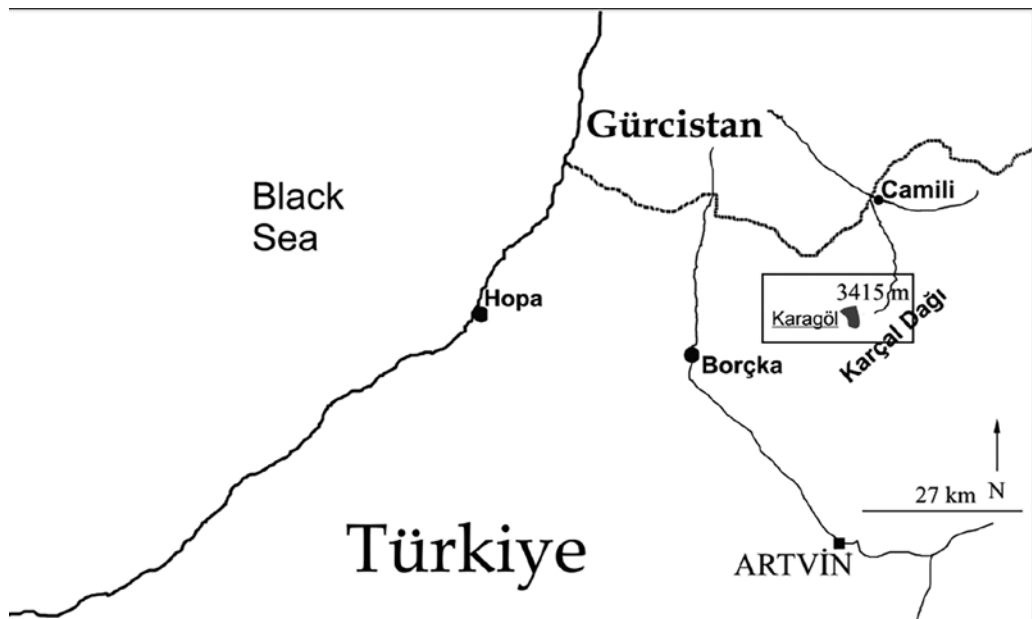 Gürcistan
Black
Sea
Camili
3415 m
Hopa
Karagöl
Karçal Dağı
Borçka
27 km
N
Türkiye
ARTVİN